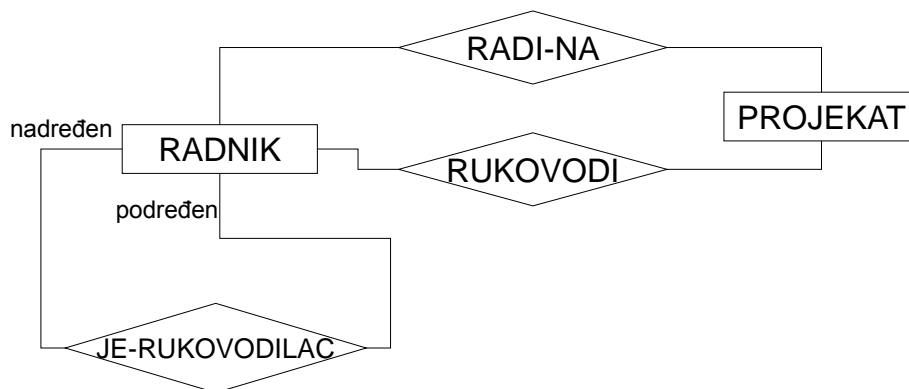 RADI-NA
PROJEKAT
nadređen
RADNIK
RUKOVODI
podređen
JE-RUKOVODILAC